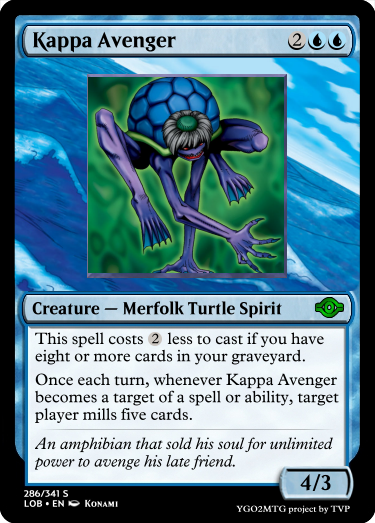 Kappa Avenger 2
Creature — Merfolk Turtle Spirit
This spell costs 2 less to cast if you have
eight or more cards in your graveyard.
Once each turn, whenever Kappa Avenger
becomes a target of a spell or ability, target
player mills five cards.
An amphibian that sold his soul for unlimited
power to avenge his late friend.
4/3
286/341 S
LOB • EN Konami
YGO2MTG project by TVP